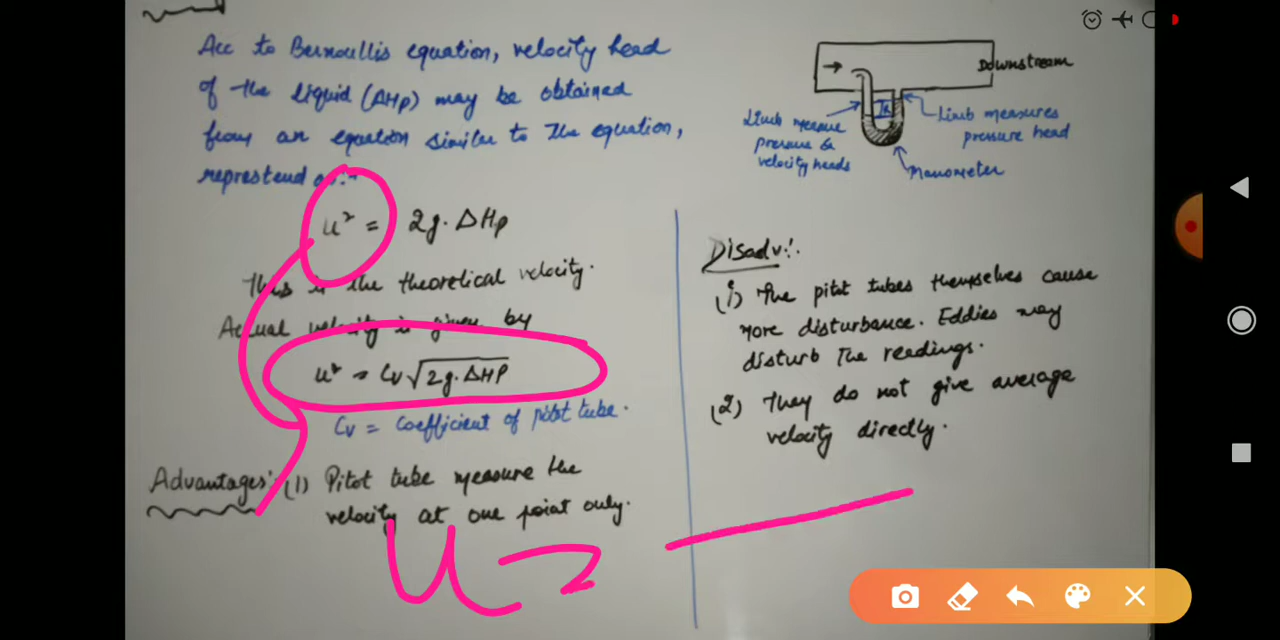 Acc to Bernoullis equation, velocity head
of the liquid (ΔHp) may be obtained
from an equation similar to the equation,
represtend as:-
u² = 2g. ΔHp
This is the theoretical velocity.
Actual velocity is given by
u² = Cv√2g.ΔHP
Cv = coefficient of pitot tube.
Advantages: (1) Pitot tube measure the
velocity at one point only.
u =
Downstream
Limb measure
pressure &
velocity heads
Limb measures
pressure head
Manometer
Disadv:.
(i) The pitot tubes themselves cause
more disturbance. Eddies may
disturb the readings.
(2) They do not give average
velocity directly.